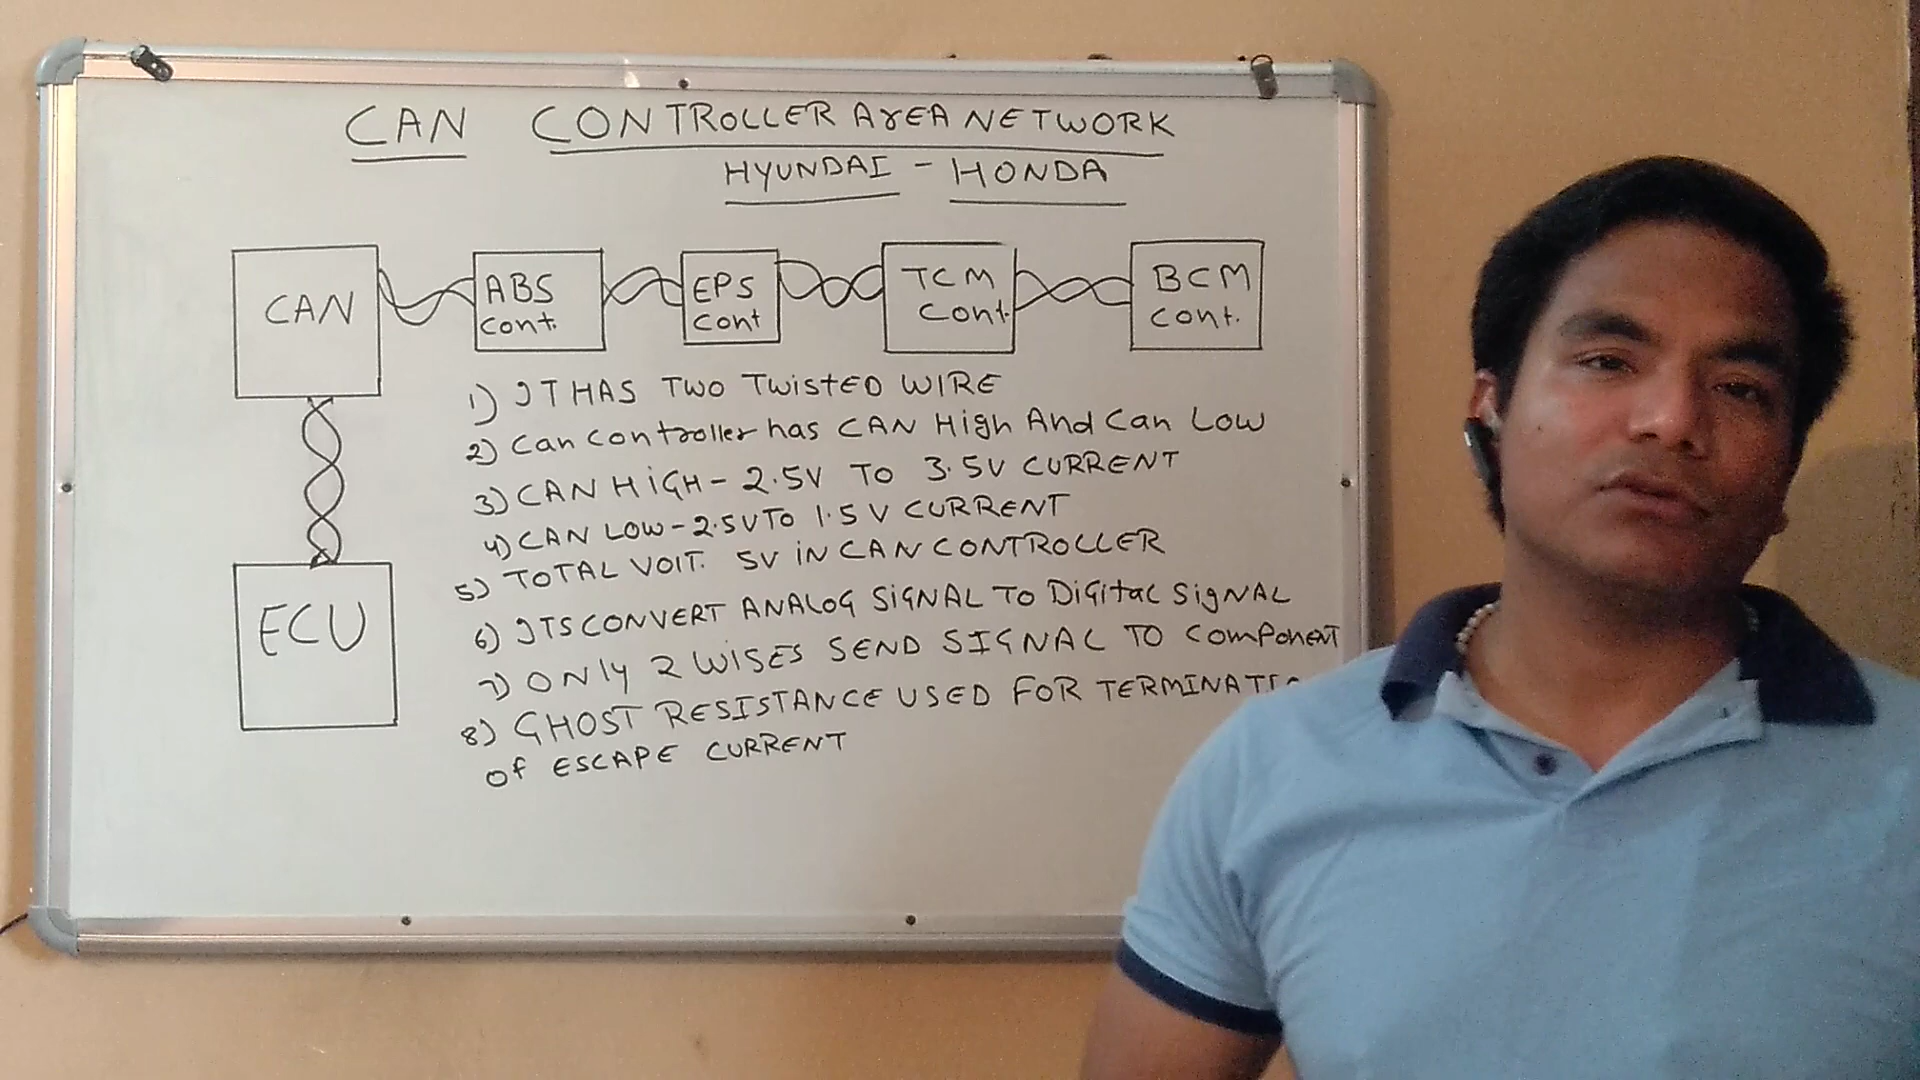 CAN CONTROLLER AREA NETWORK
HYUNDAI - HONDA
CAN
ABS
Cont.
EPS
Cont
TCM
Cont.
BCM
Cont.
ECU
1) IT HAS TWO TWISTED WIRE
2) Can Controller has CAN High And Can Low
3) CAN HIGH - 2.5V TO 3.5V CURRENT
4) CAN LOW - 2.5V TO 1.5V CURRENT
5) TOTAL VOIT. 5V IN CAN CONTROLLER
6) ITS CONVERT ANALOG SIGNAL TO DIGITAL SIGNAL
7) ONLY 2 WISES SEND SIGNAL TO COMPONENT
8) GHOST RESISTANCE USED FOR TERMINATIO
Of ESCAPE CURRENT